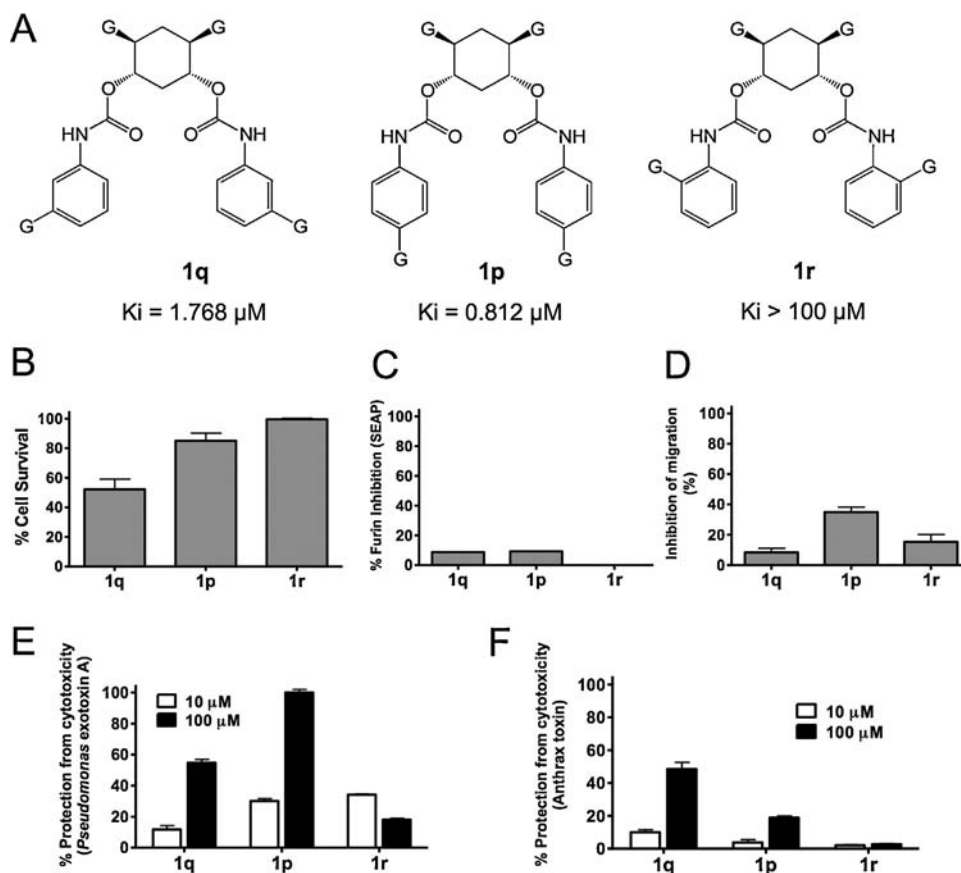 A
G G
O O
NH O O NH
G G
1q
Ki = 1.768 µM
G G
O O
NH O O NH
G G
1p
Ki = 0.812 µM
G G
O O
NH O O NH
G G
1r
Ki > 100 µM
B
% Cell Survival
100
80
60
40
20
0
1q 1p 1r
C
% Furin Inhibition (SEAP)
100
80
60
40
20
0
1q 1p 1r
D
Inhibition of migration
(%)
100
80
60
40
20
0
1q 1p 1r
E
% Protection from cytotoxicity
(Pseudomonas exotoxin A)
100
80
60
40
20
0
10 µM
100 µM
1q 1p 1r
F
% Protection from cytotoxicity
(Anthrax toxin)
100
80
60
40
20
0
10 µM
100 µM
1q 1p 1r